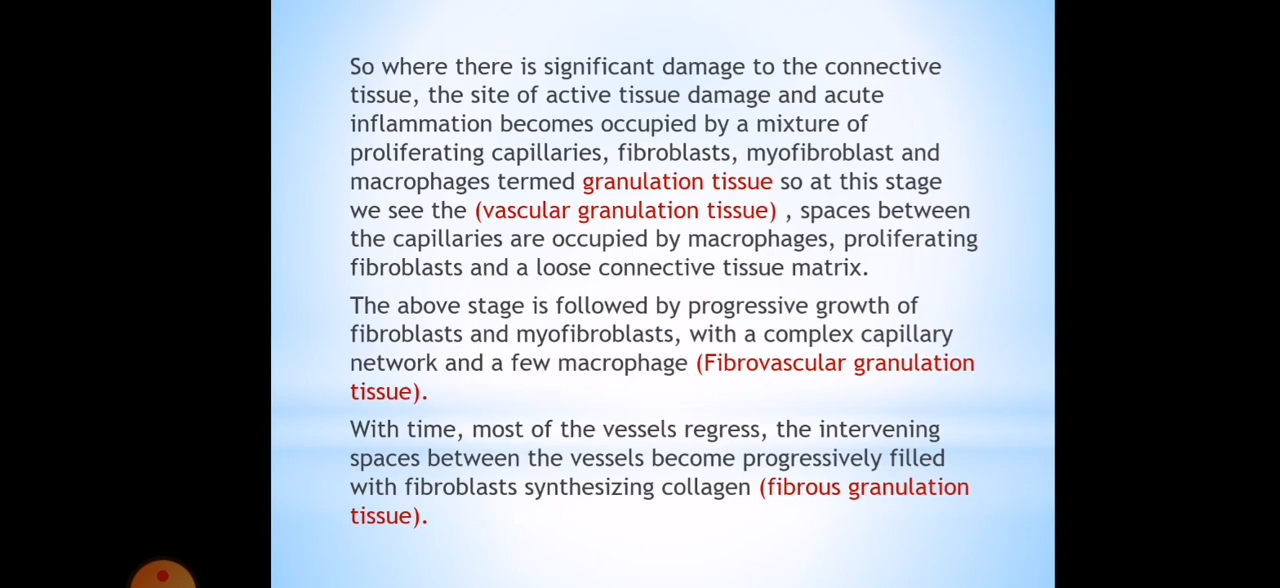 So where there is significant damage to the connective
tissue, the site of active tissue damage and acute
inflammation becomes occupied by a mixture of
proliferating capillaries, fibroblasts, myofibroblast and
macrophages termed granulation tissue so at this stage
we see the (vascular granulation tissue) , spaces between
the capillaries are occupied by macrophages, proliferating
fibroblasts and a loose connective tissue matrix.
The above stage is followed by progressive growth of
fibroblasts and myofibroblasts, with a complex capillary
network and a few macrophage (Fibrovascular granulation
tissue).
With time, most of the vessels regress, the intervening
spaces between the vessels become progressively filled
with fibroblasts synthesizing collagen (fibrous granulation
tissue).